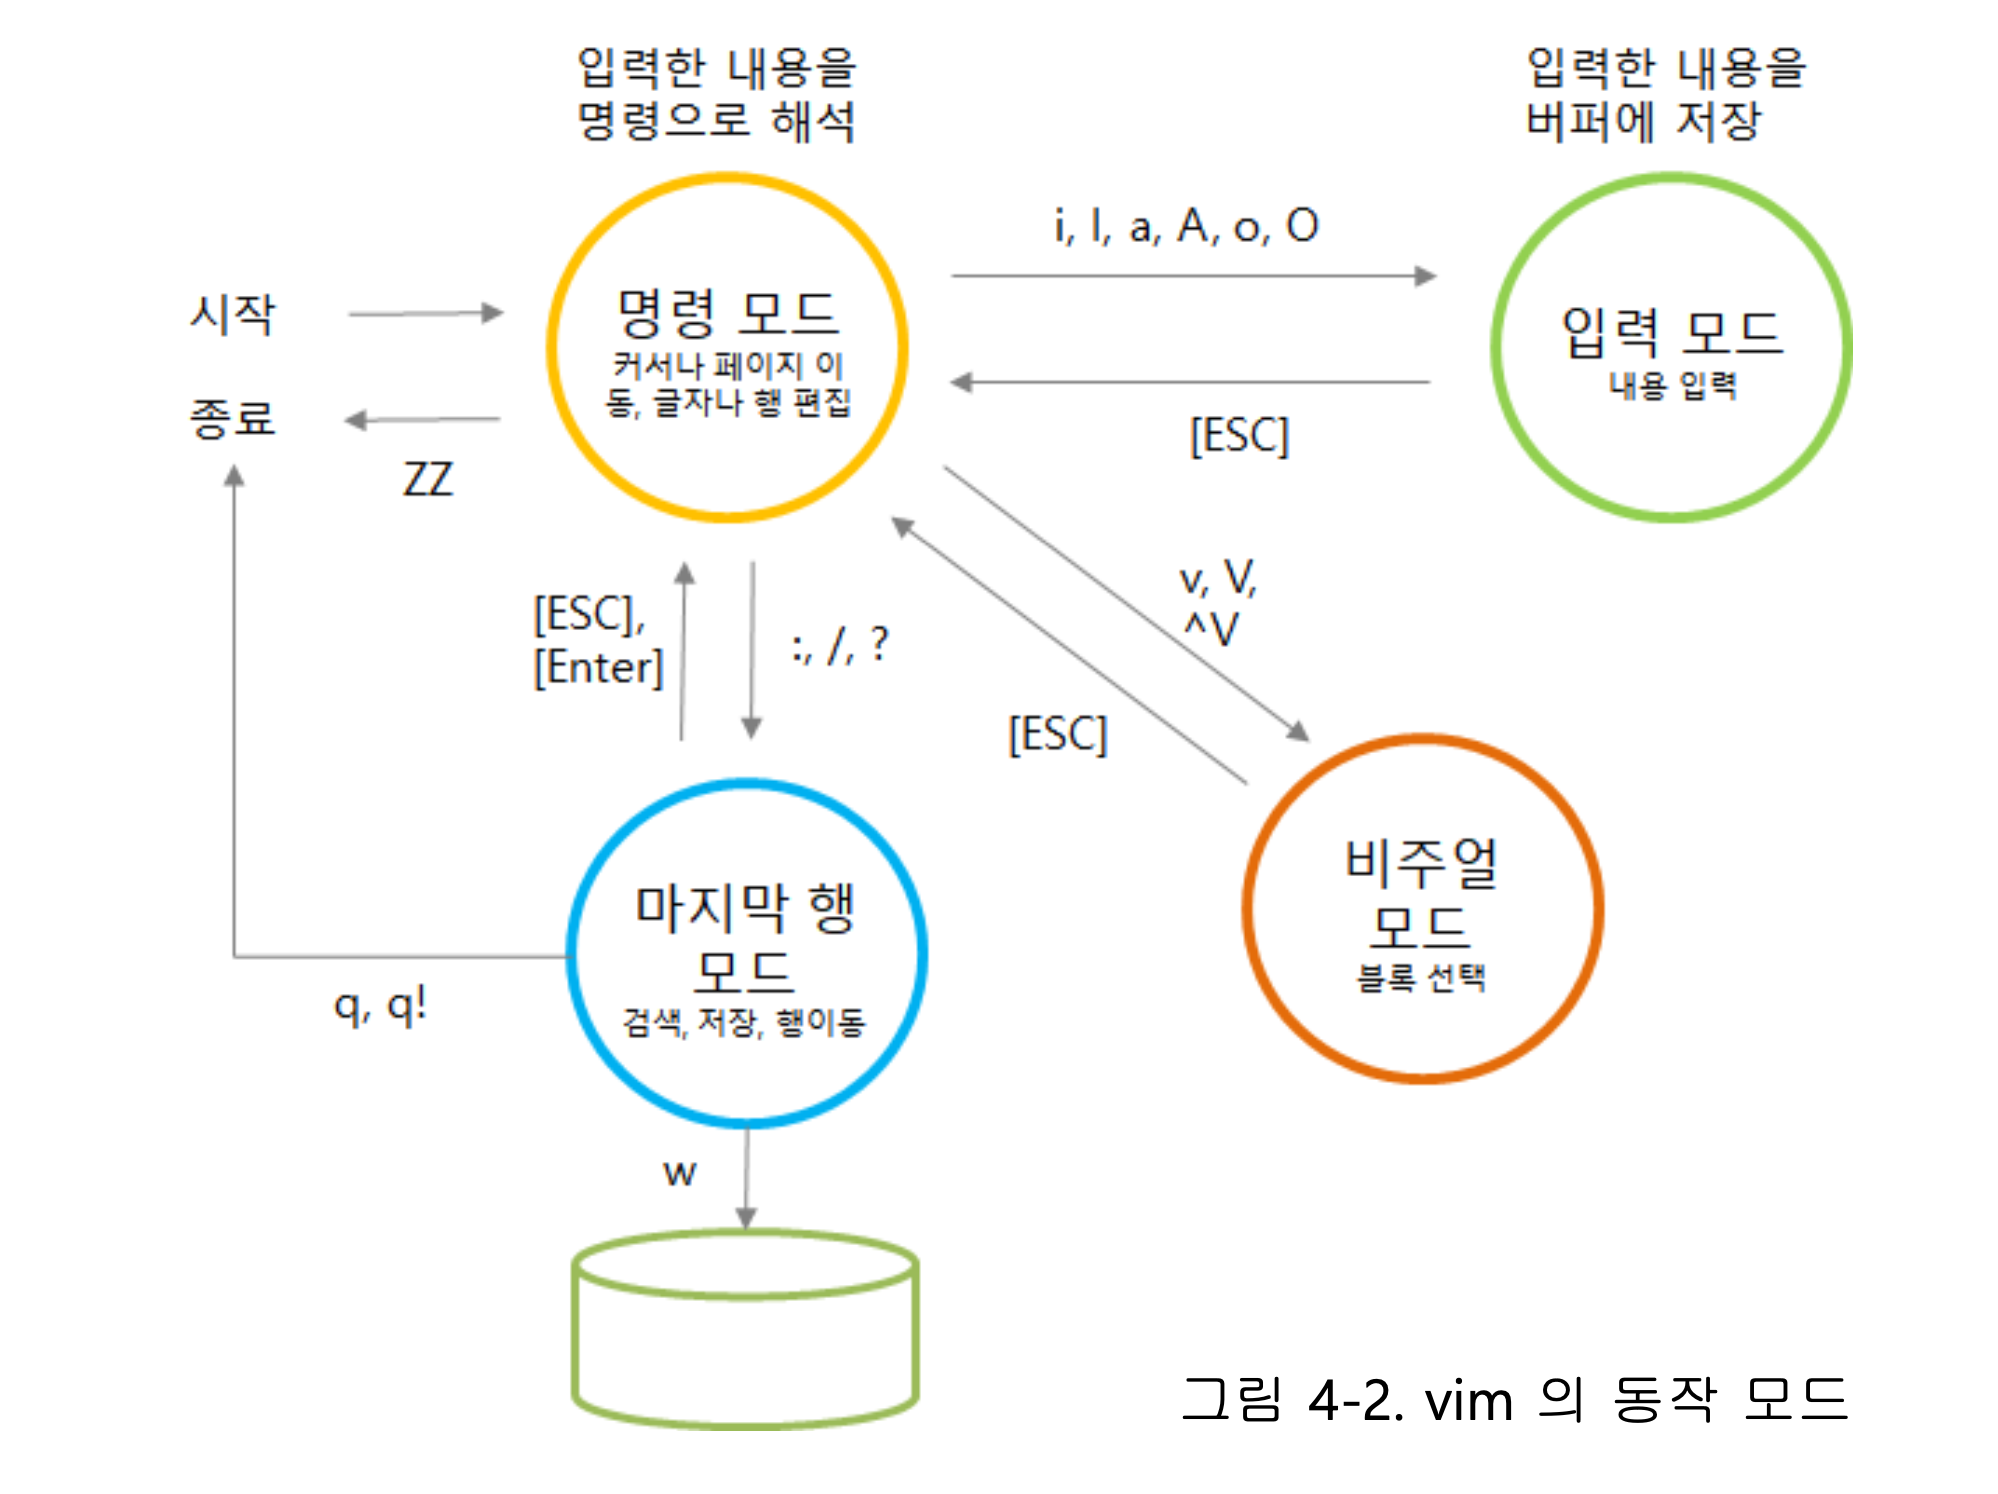 입력한 내용을
명령으로 해석
입력한 내용을
버퍼에 저장
i, I, a, A, o, O
시작
명령 모드
커서나 페이지 이
동, 글자나 행 편집
입력 모드
내용 입력
종료
ZZ
[ESC]
[ESC],
[Enter]
:, /, ?
v, V,
^V
[ESC]
비주얼
모드
블록 선택
마지막 행
모드
검색, 저장, 행이동
q, q!
w
그림 4-2. vim 의 동작 모드